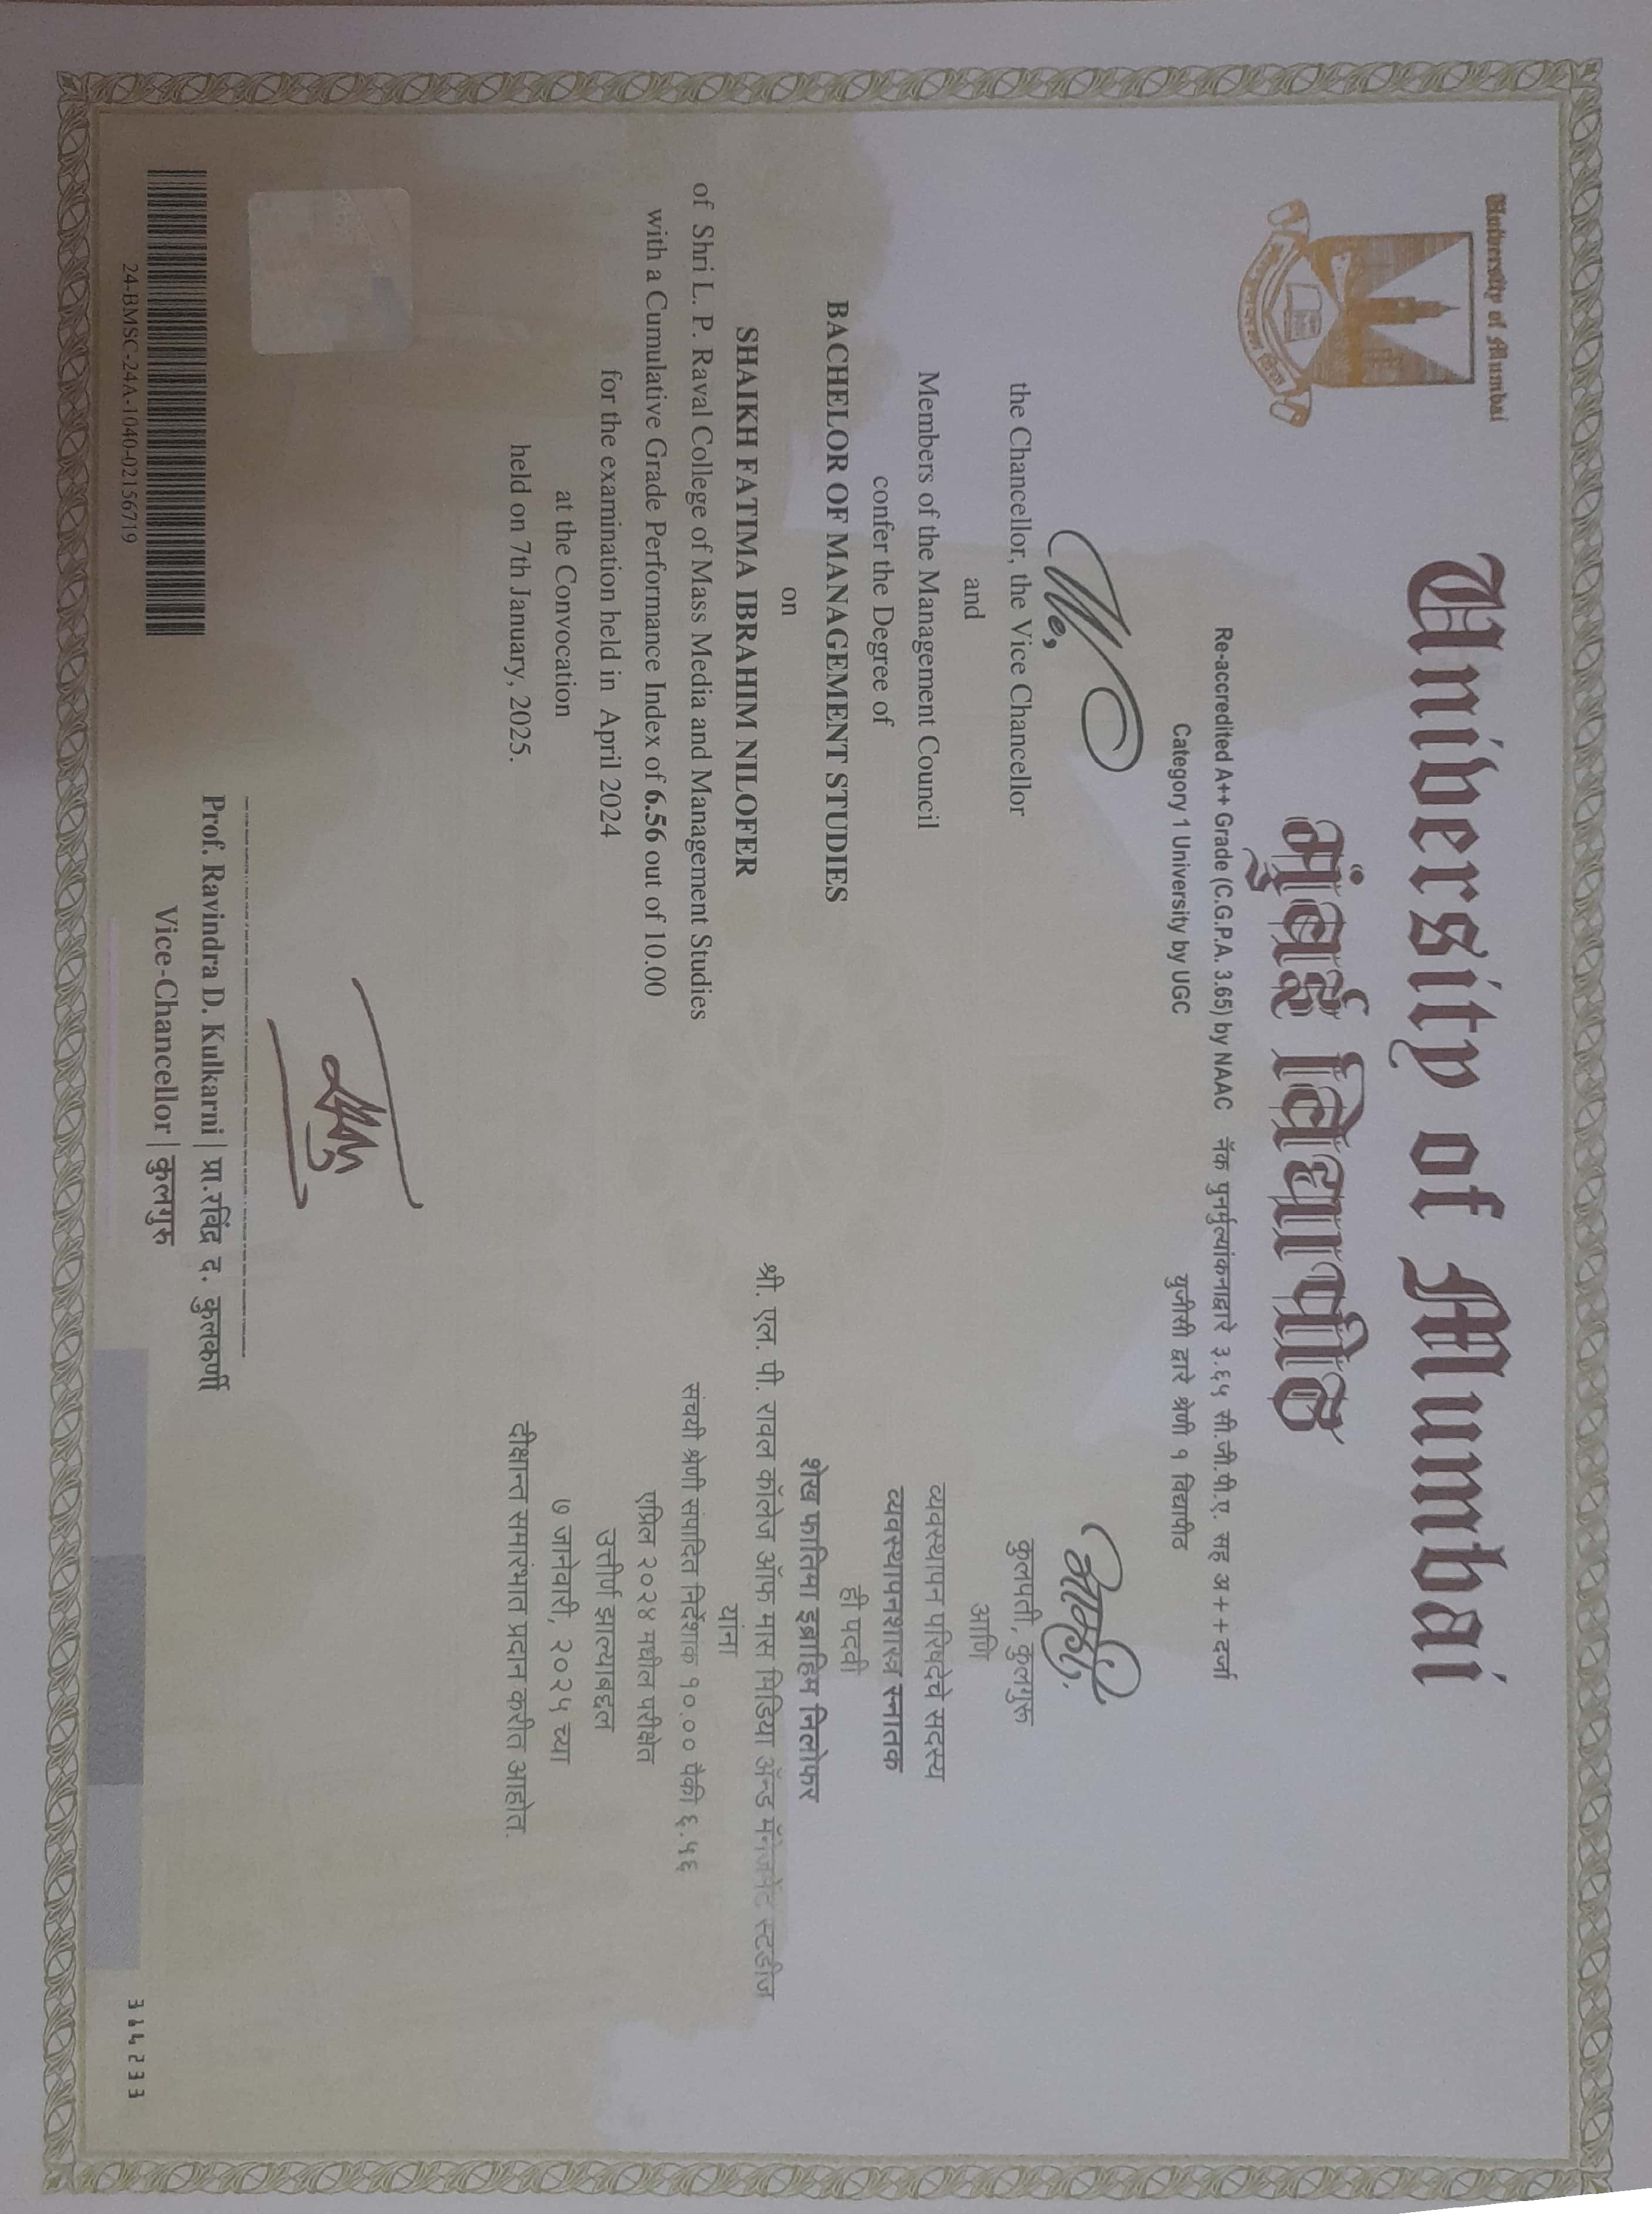 University of Mumbai
University of Mumbai
मुंबई विद्यापीठ
Re-accredited A++ Grade (C.G.P.A. 3.65) by NAAC
Category 1 University by UGC
नॅक पुनर्मुल्यांकनाद्वारे ३.६५ सी.जी.पी.ए. सह अ++ दर्जा
युजीसी द्वारे श्रेणी १ विद्यापीठ
We,
the Chancellor, the Vice Chancellor
and
Members of the Management Council
confer the Degree of
BACHELOR OF MANAGEMENT STUDIES
on
SHAIKH FATIMA IBRAHIM NILOFER
of Shri L. P. Raval College of Mass Media and Management Studies
with a Cumulative Grade Performance Index of 6.56 out of 10.00
for the examination held in April 2024
at the Convocation
held on 7th January, 2025.
आम्ही,
कुलपती, कुलगुरू
आणि
व्यवस्थापन परिषदेचे सदस्य
व्यवस्थापनशास्त्र स्नातक
ही पदवी
शेख फातिमा इब्राहिम निलोफर
श्री. एल. पी. रावल कॉलेज ऑफ मास मिडिया ॲन्ड मॅनेजमेंट स्टडीज
यांना
संचयी श्रेणी संपादित निर्देशांक १०.०० पैकी ६.५६
एप्रिल २०२४ मधील परीक्षेत
उत्तीर्ण झाल्याबद्दल
७ जानेवारी, २०२५ च्या
दीक्षान्त समारंभात प्रदान करीत आहोत.
Prof. Ravindra D. Kulkarni | प्रा.रविंद्र द. कुलकर्णी
Vice-Chancellor | कुलगुरु
24-BMSC-24A-1040-02156719
314233